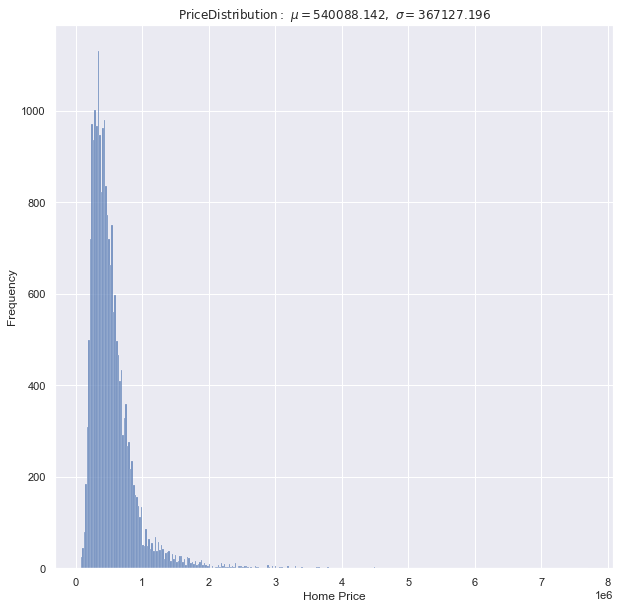 PriceDistribution : μ = 540088.142, σ = 367127.196
1000
800
600
400
200
0
Frequency
0 1 2 3 4 5 6 7 8
1e6
Home Price